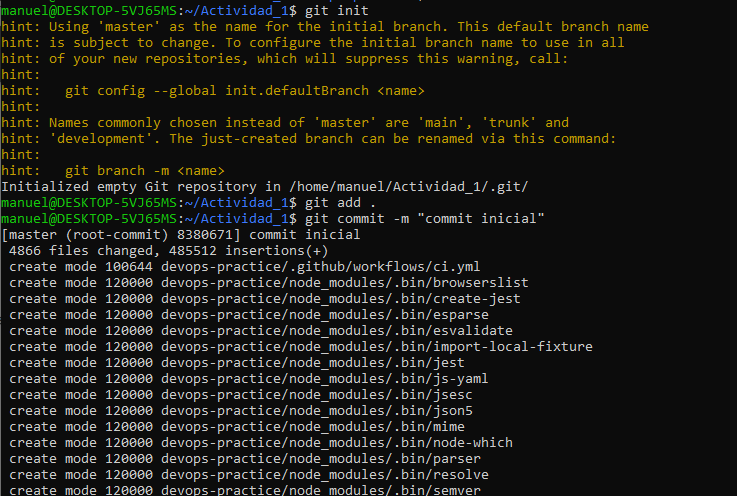 manuel@DESKTOP-5VJ65MS:~/Actividad_1$ git init
hint: Using 'master' as the name for the initial branch. This default branch name
hint: is subject to change. To configure the initial branch name to use in all
hint: of your new repositories, which will suppress this warning, call:
hint:
hint:   git config --global init.defaultBranch <name>
hint:
hint: Names commonly chosen instead of 'master' are 'main', 'trunk' and
hint: 'development'. The just-created branch can be renamed via this command:
hint:
hint:   git branch -m <name>
Initialized empty Git repository in /home/manuel/Actividad_1/.git/
manuel@DESKTOP-5VJ65MS:~/Actividad_1$ git add .
manuel@DESKTOP-5VJ65MS:~/Actividad_1$ git commit -m "commit inicial"
[master (root-commit) 8380671] commit inicial
 4866 files changed, 485512 insertions(+)
 create mode 100644 devops-practice/.github/workflows/ci.yml
 create mode 120000 devops-practice/node_modules/.bin/browserslist
 create mode 120000 devops-practice/node_modules/.bin/create-jest
 create mode 120000 devops-practice/node_modules/.bin/esparse
 create mode 120000 devops-practice/node_modules/.bin/esvalidate
 create mode 120000 devops-practice/node_modules/.bin/import-local-fixture
 create mode 120000 devops-practice/node_modules/.bin/jest
 create mode 120000 devops-practice/node_modules/.bin/js-yaml
 create mode 120000 devops-practice/node_modules/.bin/jsesc
 create mode 120000 devops-practice/node_modules/.bin/json5
 create mode 120000 devops-practice/node_modules/.bin/mime
 create mode 120000 devops-practice/node_modules/.bin/node-which
 create mode 120000 devops-practice/node_modules/.bin/parser
 create mode 120000 devops-practice/node_modules/.bin/resolve
 create mode 120000 devops-practice/node_modules/.bin/semver